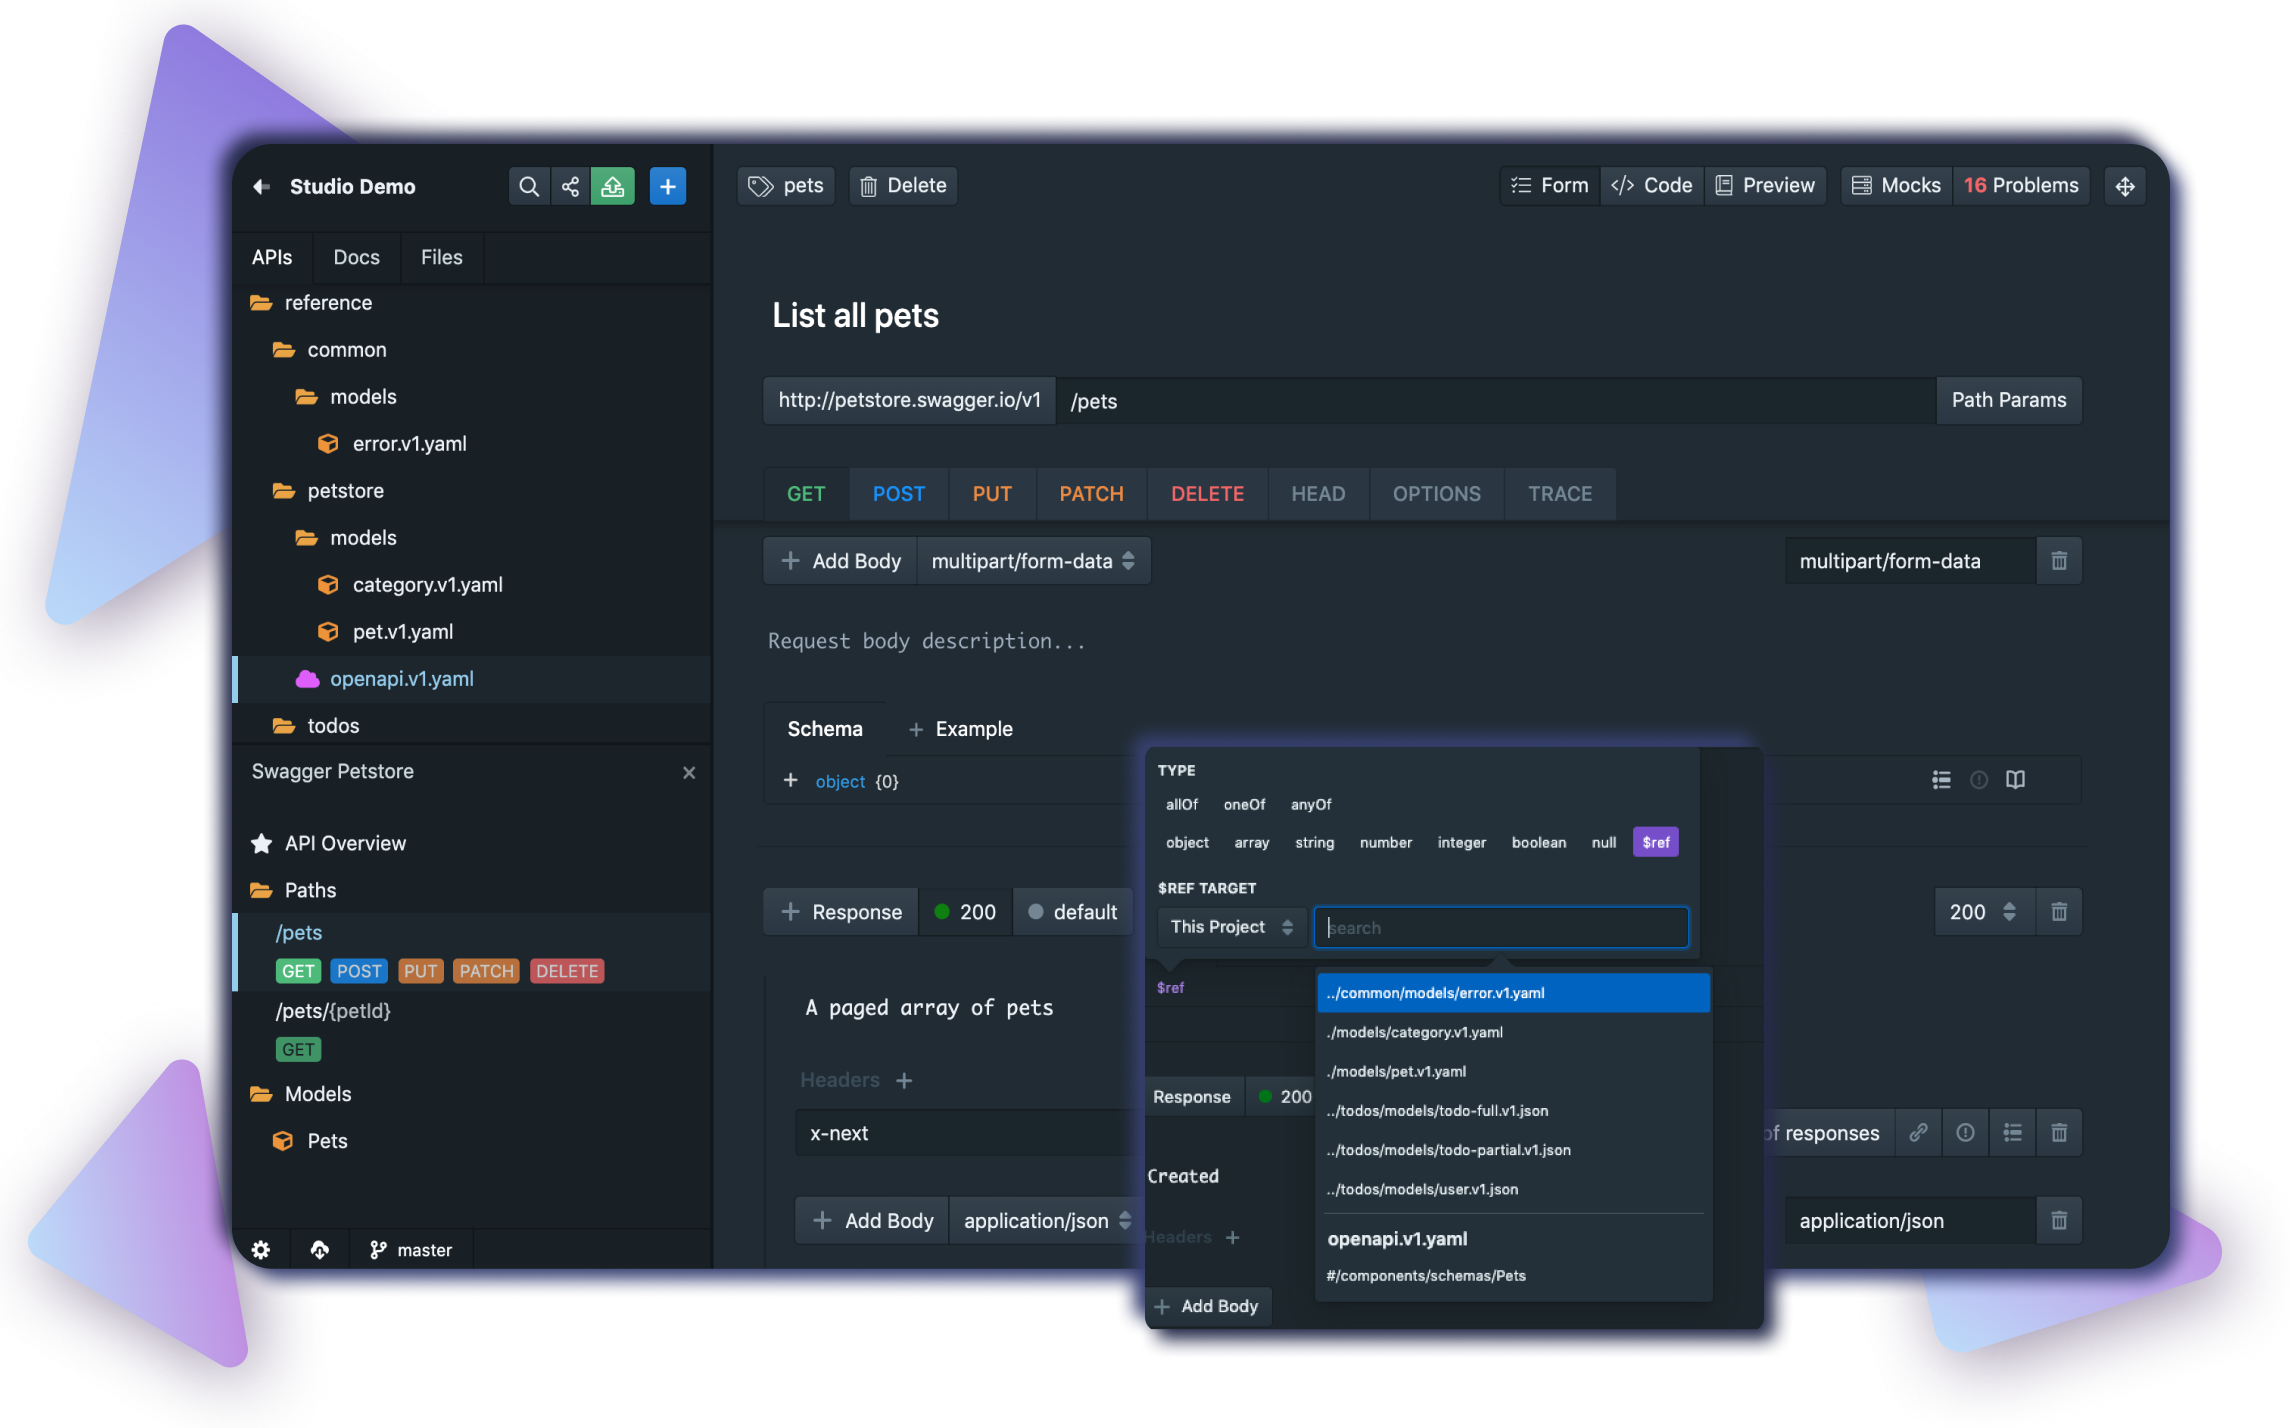 Studio Demo
APIs Docs Files
reference
common
models
error.v1.yaml
petstore
models
category.v1.yaml
pet.v1.yaml
openapi.v1.yaml
todos
Swagger Petstore
API Overview
Paths
/pets
GET POST PUT PATCH DELETE
/pets/{petId}
GET
Models
Pets
master
pets Delete
Form </> Code Preview Mocks 16 Problems
List all pets
http://petstore.swagger.io/v1 /pets Path Params
GET POST PUT PATCH DELETE HEAD OPTIONS TRACE
+ Add Body multipart/form-data multipart/form-data
Request body description...
Schema + Example
+ object {0}
+ Response 200 default 200
A paged array of pets
Headers +
x-next of responses
+ Add Body application/json application/json
TYPE
allOf oneOf anyOf
object array string number integer boolean null $ref
$REF TARGET
This Project search
$ref
../common/models/error.v1.yaml
./models/category.v1.yaml
./models/pet.v1.yaml
../todos/models/todo-full.v1.json
../todos/models/todo-partial.v1.json
../todos/models/user.v1.json
openapi.v1.yaml
#/components/schemas/Pets
Response 200
Created
Headers +
+ Add Body